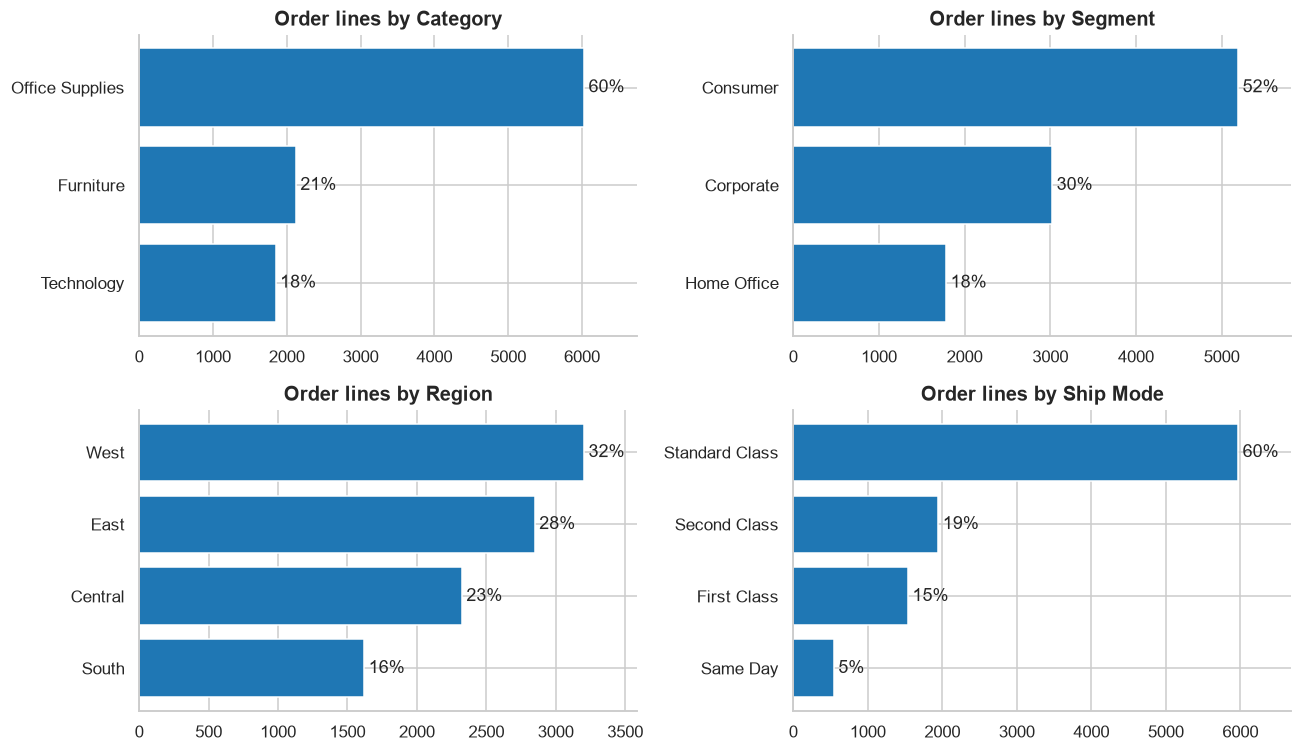 Order lines by Category
Office Supplies 60%
Furniture 21%
Technology 18%
0 1000 2000 3000 4000 5000 6000
Order lines by Segment
Consumer 52%
Corporate 30%
Home Office 18%
0 1000 2000 3000 4000 5000
Order lines by Region
West 32%
East 28%
Central 23%
South 16%
0 500 1000 1500 2000 2500 3000 3500
Order lines by Ship Mode
Standard Class 60%
Second Class 19%
First Class 15%
Same Day 5%
0 1000 2000 3000 4000 5000 6000